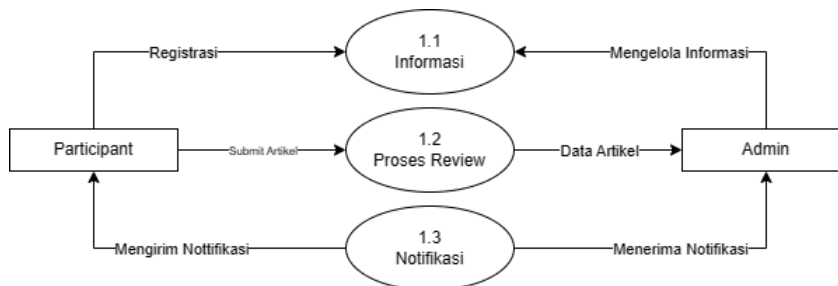 1.1
Informasi
Registrasi
Mengelola Informasi
Participant
Submit Artikel
1.2
Proses Review
Data Artikel
Admin
Mengirim Nottifikasi
1.3
Notifikasi
Menerima Notifikasi